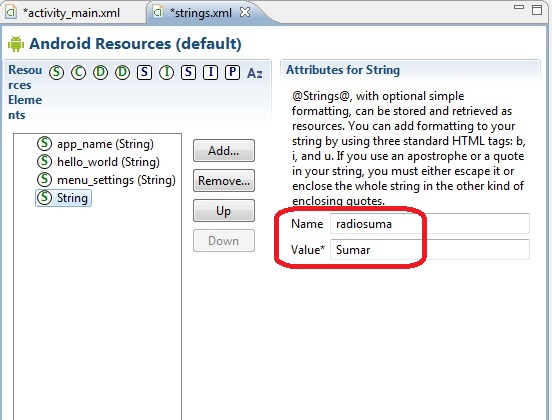 *activity_main.xml
*strings.xml
Android Resources (default)
Resou
rces
Eleme
nts
S C D D S I S I P Az
app_name (String)
hello_world (String)
menu_settings (String)
String
Add...
Remove...
Up
Down
Attributes for String
@Strings@, with optional simple
formatting, can be stored and retrieved as
resources. You can add formatting to your
string by using three standard HTML tags: b,
i, and u. If you use an apostrophe or a quote
in your string, you must either escape it or
enclose the whole string in the other kind of
enclosing quotes.
Name radiosuma
Value* Sumar